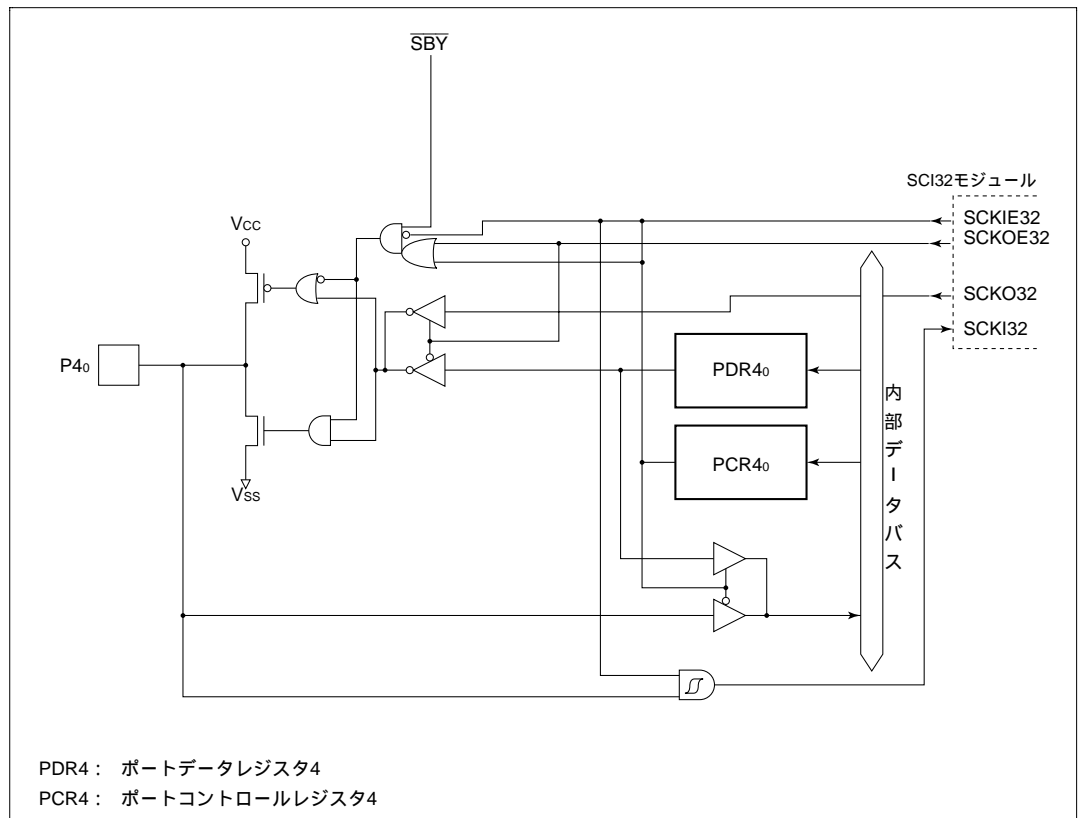 SBY
SCI32モジュール
SCKIE32
SCKOE32
SCKO32
SCKI32
VCC
P40
VSS
PDR40
PCR40
内部データバス
PDR4： ポートデータレジスタ4
PCR4： ポートコントロールレジスタ4